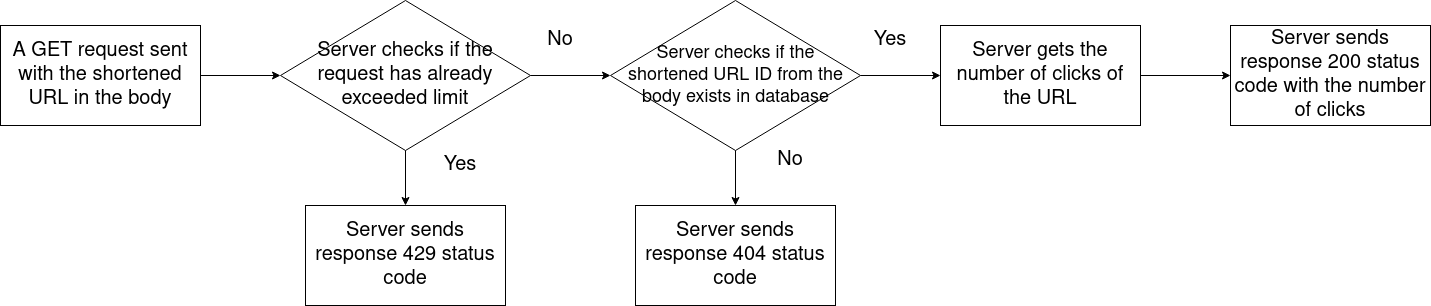 A GET request sent
with the shortened
URL in the body
Server checks if the
request has already
exceeded limit
No
Yes
Server sends
response 429 status
code
Server checks if the
shortened URL ID from the
body exists in database
Yes
No
Server sends
response 404 status
code
Server gets the
number of clicks of
the URL
Server sends
response 200 status
code with the number
of clicks